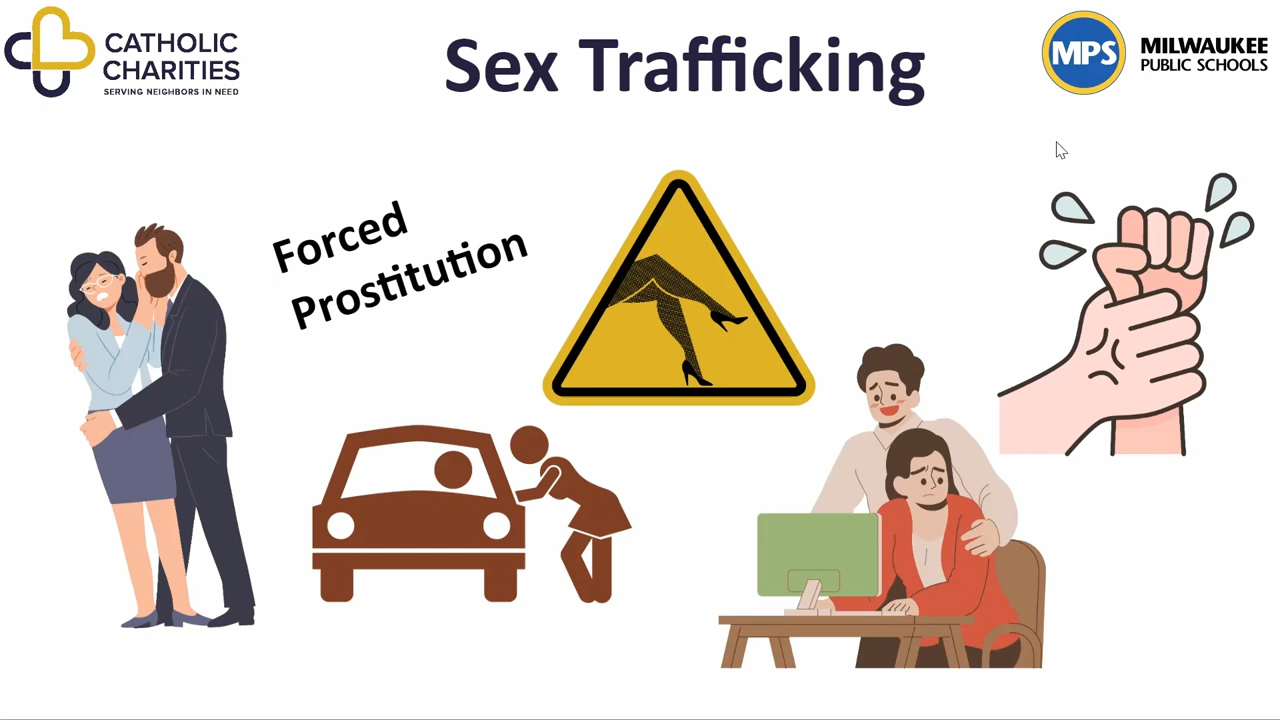 CATHOLIC
CHARITIES
SERVING NEIGHBORS IN NEED
Sex Trafficking
MPS
MILWAUKEE
PUBLIC SCHOOLS
Forced
Prostitution